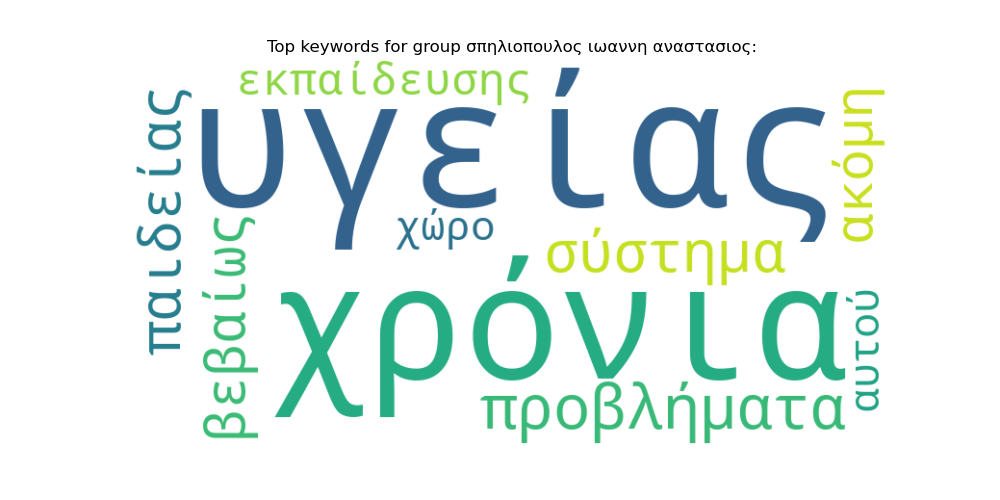 Top keywords for group σπηλιοπουλος ιωαννη αναστασιος:
εκπαίδευσης
υγείας
παιδείας
ακόμη
χώρο
βεβαίως
σύστημα
χρόνια
αυτού
προβλήματα